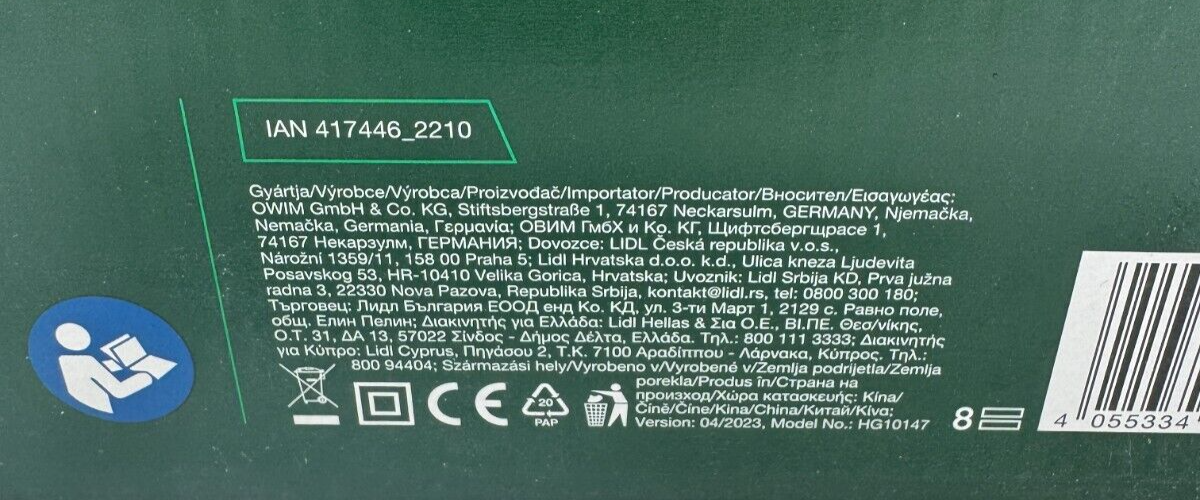 IAN 417446_2210
Gyártja/Výrobce/Výrobca/Proizvođač/Importator/Producator/Вносител/Εισαγωγέας:
OWIM GmbH & Co. KG, Stiftsbergstraße 1, 74167 Neckarsulm, GERMANY, Njemačka,
Nemačka, Germania, Γερμανία; ОВИМ ГмбХ и Ко. КГ, Щифтсбергщрасе 1,
74167 Некарзулм, ГЕРМАНИЯ; Dovozce: LIDL Česká republika v.o.s.,
Nárožní 1359/11, 158 00 Praha 5; Lidl Hrvatska d.o.o. k.d., Ulica kneza Ljudevita
Posavskog 53, HR-10410 Velika Gorica, Hrvatska; Uvoznik: Lidl Srbija KD, Prva južna
radna 3, 22330 Nova Pazova, Republika Srbija, kontakt@lidl.rs, tel: 0800 300 180;
Търговец: Лидл България ЕООД енд Ко. КД, ул. 3-ти Март 1, 2129 с. Равно поле,
общ. Елин Пелин; Διακινητής για Ελλάδα: Lidl Hellas & Σια Ο.Ε., ΒΙ.ΠΕ. Θεσ/νίκης,
Ο.Τ. 31, ΔΑ 13, 57022 Σίνδος - Δήμος Δέλτα, Ελλάδα. Τηλ.: 800 111 3333; Διακινητής
για Κύπρο: Lidl Cyprus, Πηγάσου 2, Τ.Κ. 7100 Αραδίππου - Λάρνακα, Κύπρος. Τηλ.:
800 94404; Származási hely/Vyrobeno v/Vyrobené v/Zemlja podrijetla/Zemlja
porekla/Produs în/Страна на
произход/Χώρα κατασκευής: Kína/
Číně/Číne/Kina/China/Китай/Κίνα;
Version: 04/2023, Model No.: HG10147
CE
20
PAP
8
4 055334